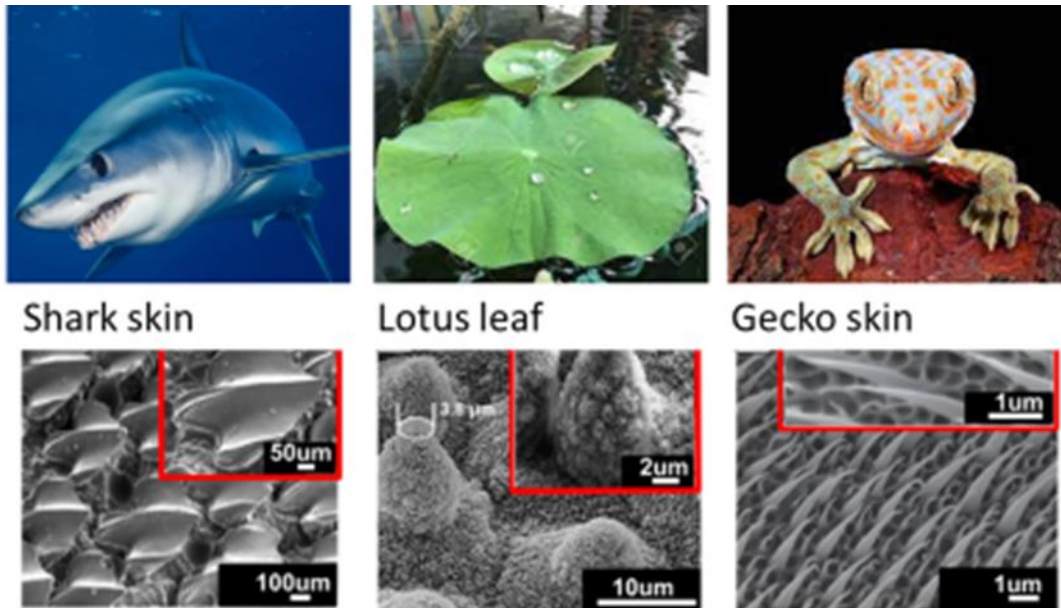 Shark skin
Lotus leaf
Gecko skin
50um
100um
3.8 μm
2um
10um
1um
1um